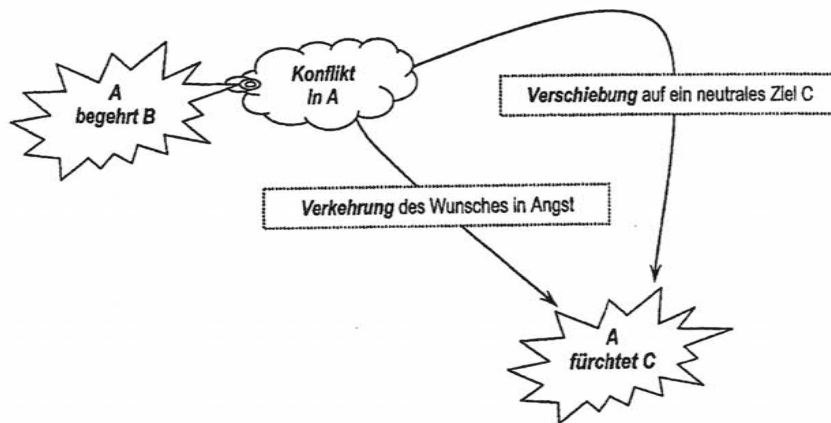 A
begehrt B
Konflikt
in A
Verschiebung auf ein neutrales Ziel C
Verkehrung des Wunsches in Angst
A
fürchtet C